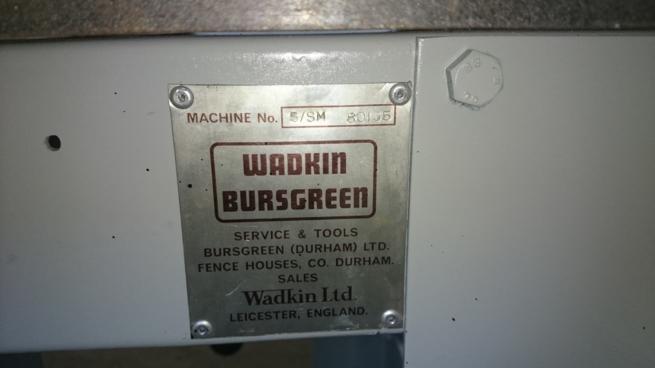 MACHINE No. 5/SM
WADKIN
BURSGREEN
SERVICE & TOOLS
BURSGREEN (DURHAM) LTD.
FENCE HOUSES, CO. DURHAM.
SALES
Wadkin Ltd.
LEICESTER, ENGLAND.